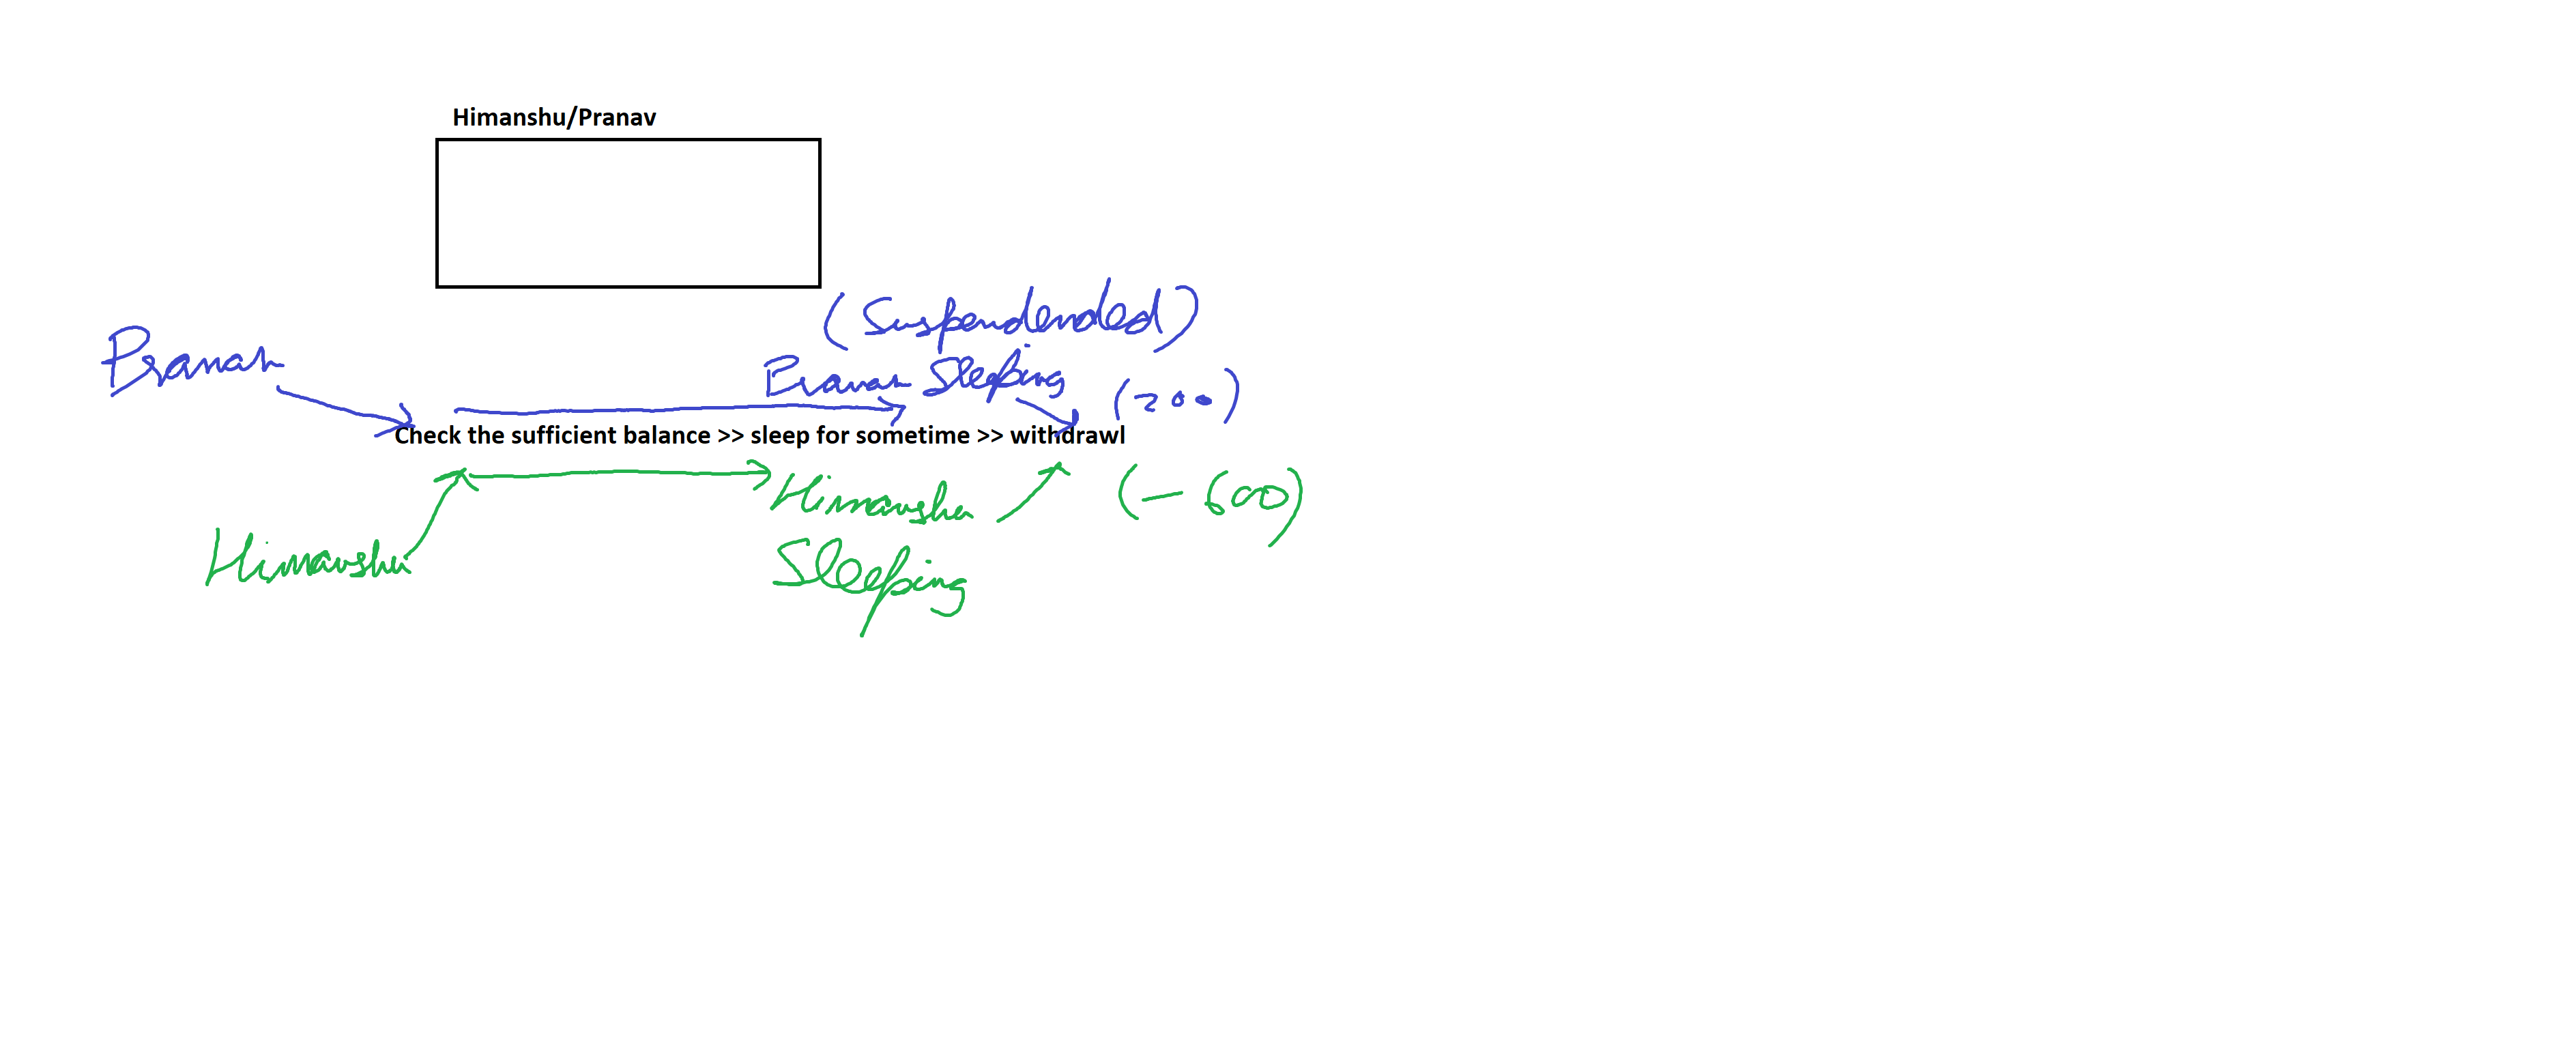 Himanshu/Pranav
(Suspendended)
Pranav
Pranav Sleeping
(200)
Check the sufficient balance >> sleep for sometime >> withdrawl
Himanshu
Sleeping
(- 600)
Himanshu